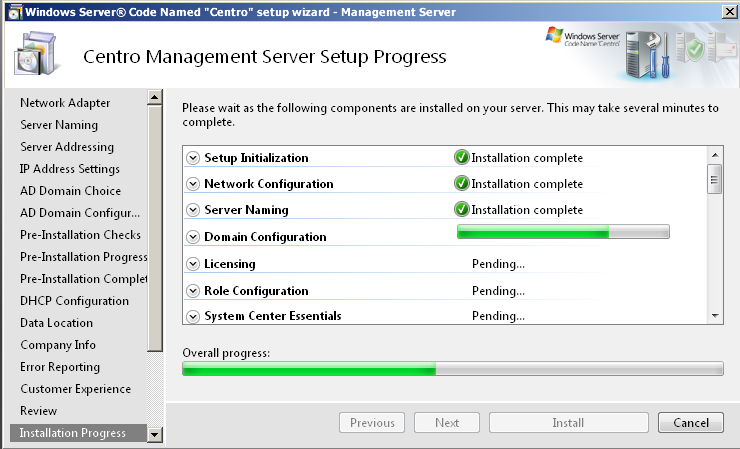 Windows Server® Code Named "Centro" setup wizard - Management Server
Centro Management Server Setup Progress
Windows Server
Code Name 'Centro'
Network Adapter
Server Naming
Server Addressing
IP Address Settings
AD Domain Choice
AD Domain Configur...
Pre-Installation Checks
Pre-Installation Progress
Pre-Installation Complet
DHCP Configuration
Data Location
Company Info
Error Reporting
Customer Experience
Review
Installation Progress
Please wait as the following components are installed on your server. This may take several minutes to
complete.
Setup Initialization Installation complete
Network Configuration Installation complete
Server Naming Installation complete
Domain Configuration
Licensing Pending...
Role Configuration Pending...
System Center Essentials Pending...
Overall progress:
Previous Next Install Cancel